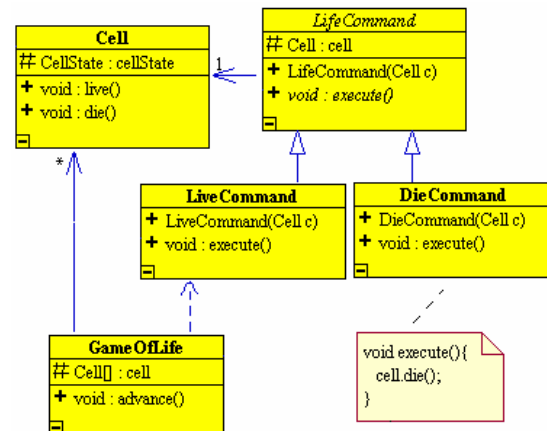 Cell
# CellState : cellState
+ void : live()
+ void : die()
LifeCommand
# Cell : cell
+ LifeCommand(Cell c)
+ void : execute()
1
*
LiveCommand
+ LiveCommand(Cell c)
+ void : execute()
DieCommand
+ DieCommand(Cell c)
+ void : execute()
GameOfLife
# Cell[] : cell
+ void : advance()
void execute(){
cell.die();
}